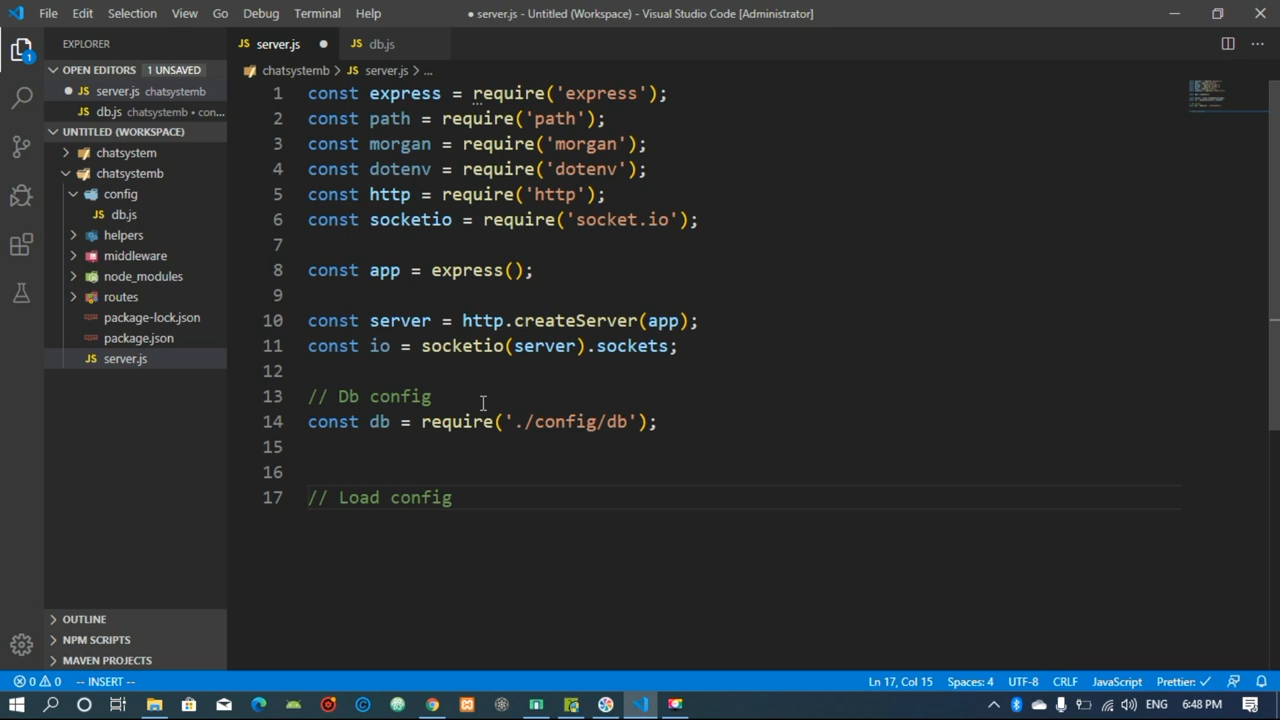 File Edit Selection View Go Debug Terminal Help
● server.js - Untitled (Workspace) - Visual Studio Code [Administrator]
EXPLORER
JS server.js ●
JS db.js
OPEN EDITORS 1 UNSAVED
● JS server.js chatsystemb
JS db.js chatsystemb • con...
UNTITLED (WORKSPACE)
> chatsystem
chatsystemb
config
JS db.js
> helpers
> middleware
> node_modules
> routes
package-lock.json
package.json
JS server.js
OUTLINE
NPM SCRIPTS
MAVEN PROJECTS
1
chatsystemb > JS server.js > ...
1 const express = require('express');
2 const path = require('path');
3 const morgan = require('morgan');
4 const dotenv = require('dotenv');
5 const http = require('http');
6 const socketio = require('socket.io');
7
8 const app = express();
9
10 const server = http.createServer(app);
11 const io = socketio(server).sockets;
12
13 // Db config
14 const db = require('./config/db');
15
16
17 // Load config
0 0 -- INSERT --
Ln 17, Col 15 Spaces: 4 UTF-8 CRLF JavaScript Prettier: ✓
ENG 6:48 PM